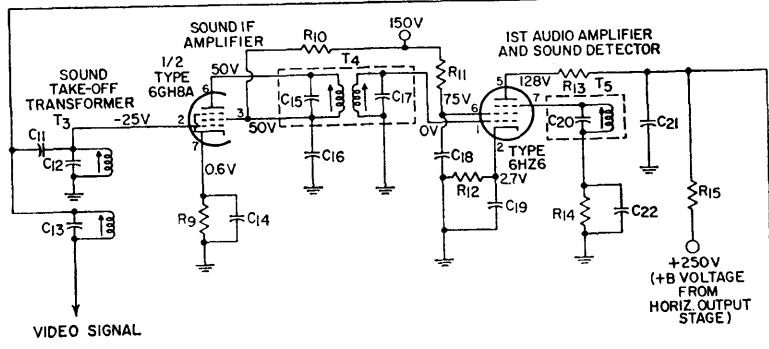 SOUND IF
AMPLIFIER
1/2
TYPE
6GH8A
SOUND
TAKE-OFF
TRANSFORMER
T3
-25V
50V
6
2
3
7
50V
0.6V
C11
C12
C13
R9
C14
R10
150V
T4
C15
C17
C16
R11
75V
0V
1ST AUDIO AMPLIFIER
AND SOUND DETECTOR
5
128V
6
1
7
2
TYPE
6HZ6
2.7V
C18
R12
C19
R13
T5
C20
C21
R14
C22
R15
+250V
(+B VOLTAGE
FROM
HORIZ. OUTPUT
STAGE)
VIDEO SIGNAL